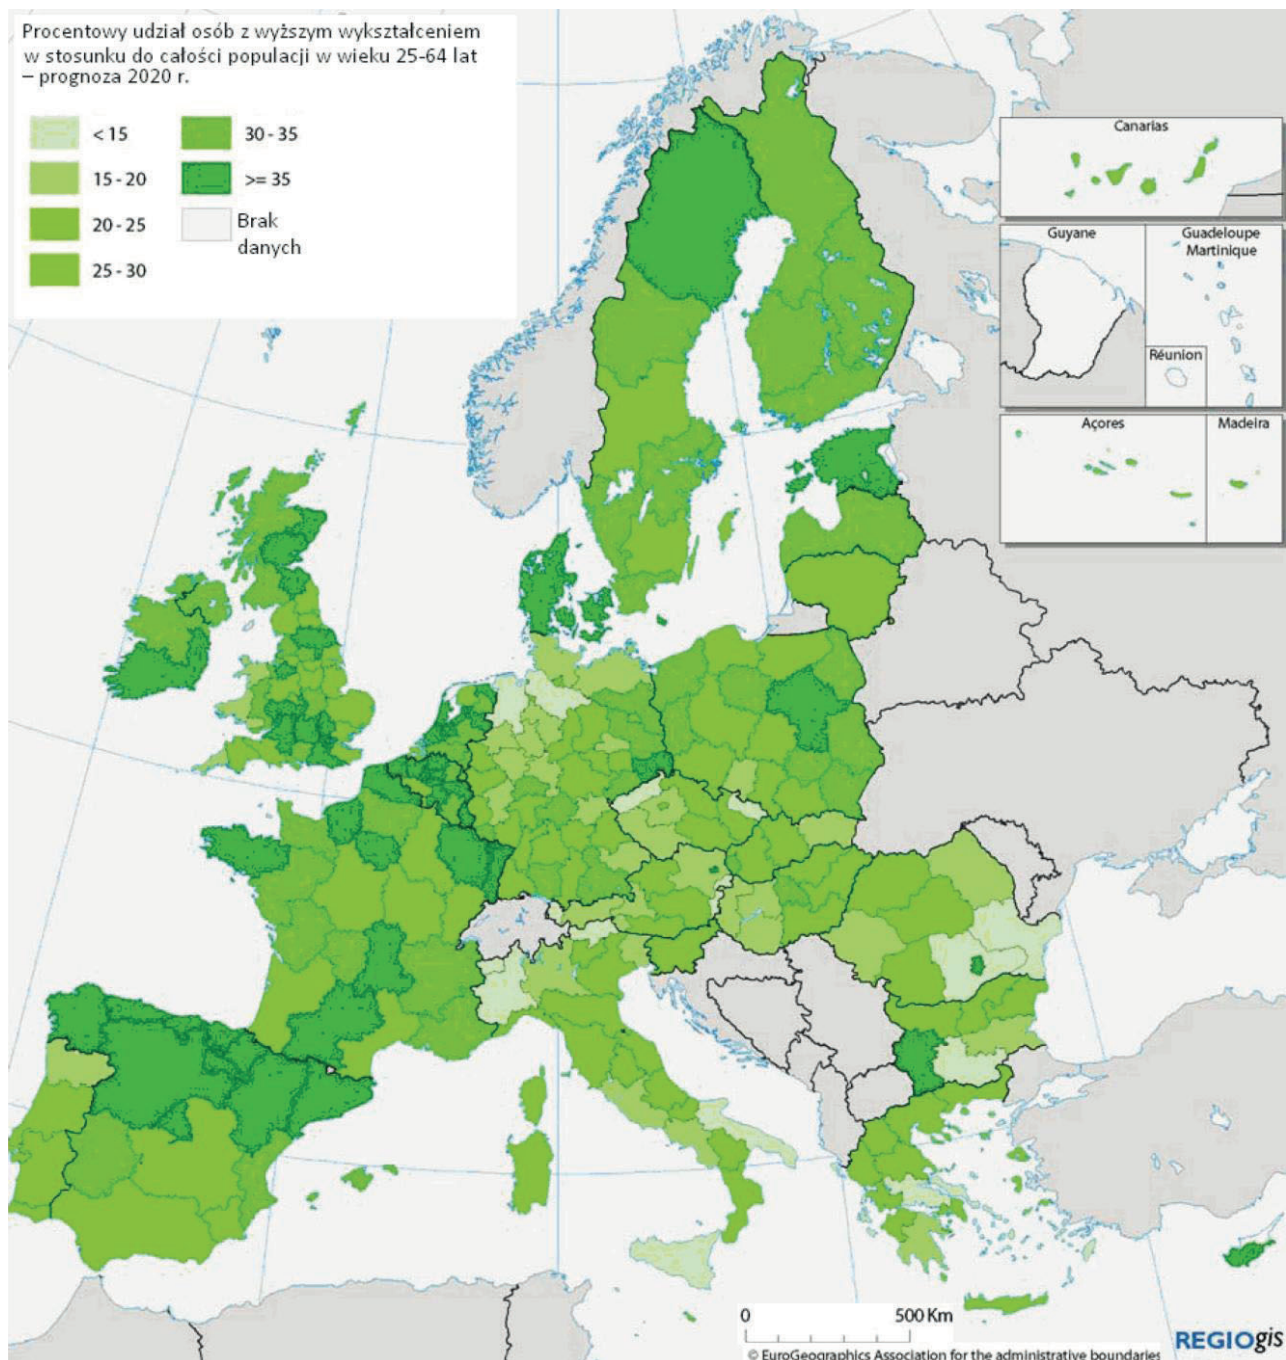 Procentowy udział osób z wyższym wykształceniem
w stosunku do całości populacji w wieku 25-64 lat
– prognoza 2020 r.
< 15
15 - 20
20 - 25
25 - 30
30 - 35
>= 35
Brak
danych
Canarias
Guyane
Guadeloupe
Martinique
Réunion
Açores
Madeira
0 500 Km
© EuroGeographics Association for the administrative boundaries
REGIOgis